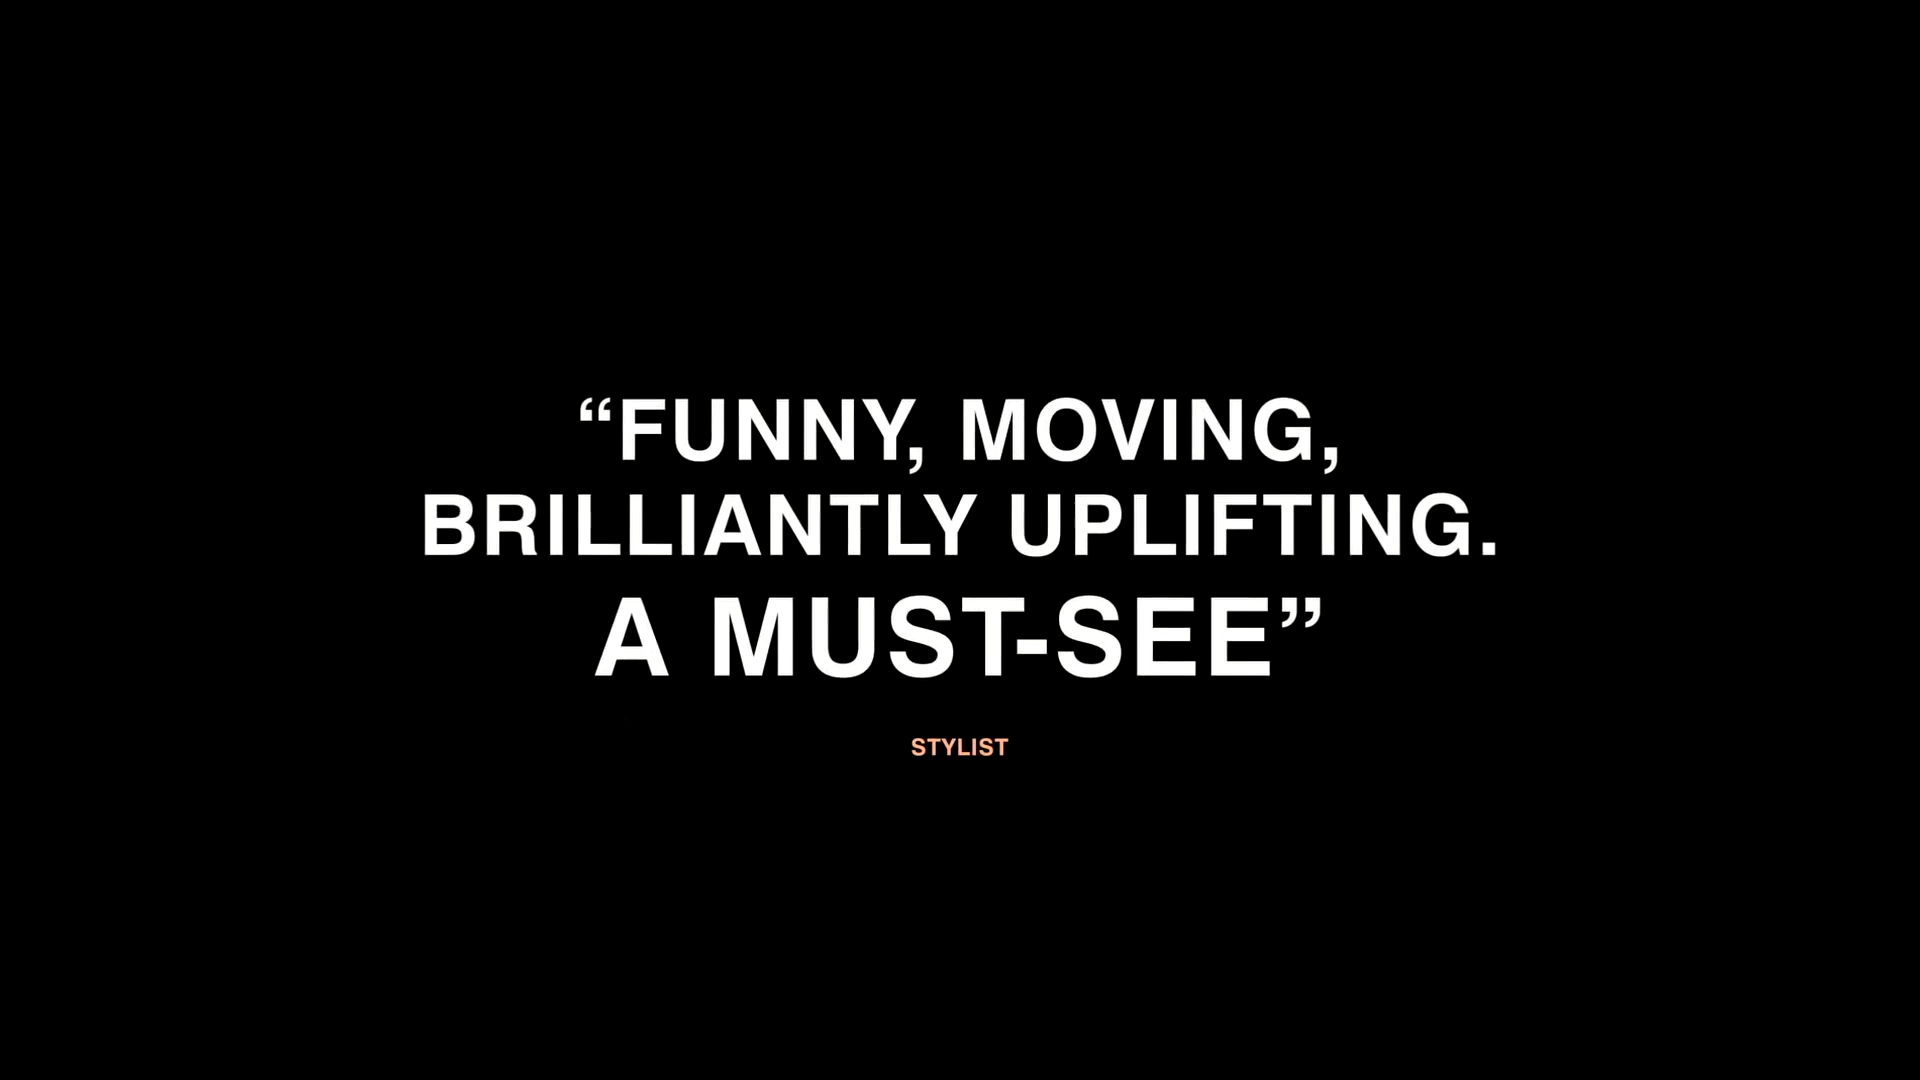 “FUNNY, MOVING,
BRILLIANTLY UPLIFTING.
A MUST-SEE”
STYLIST